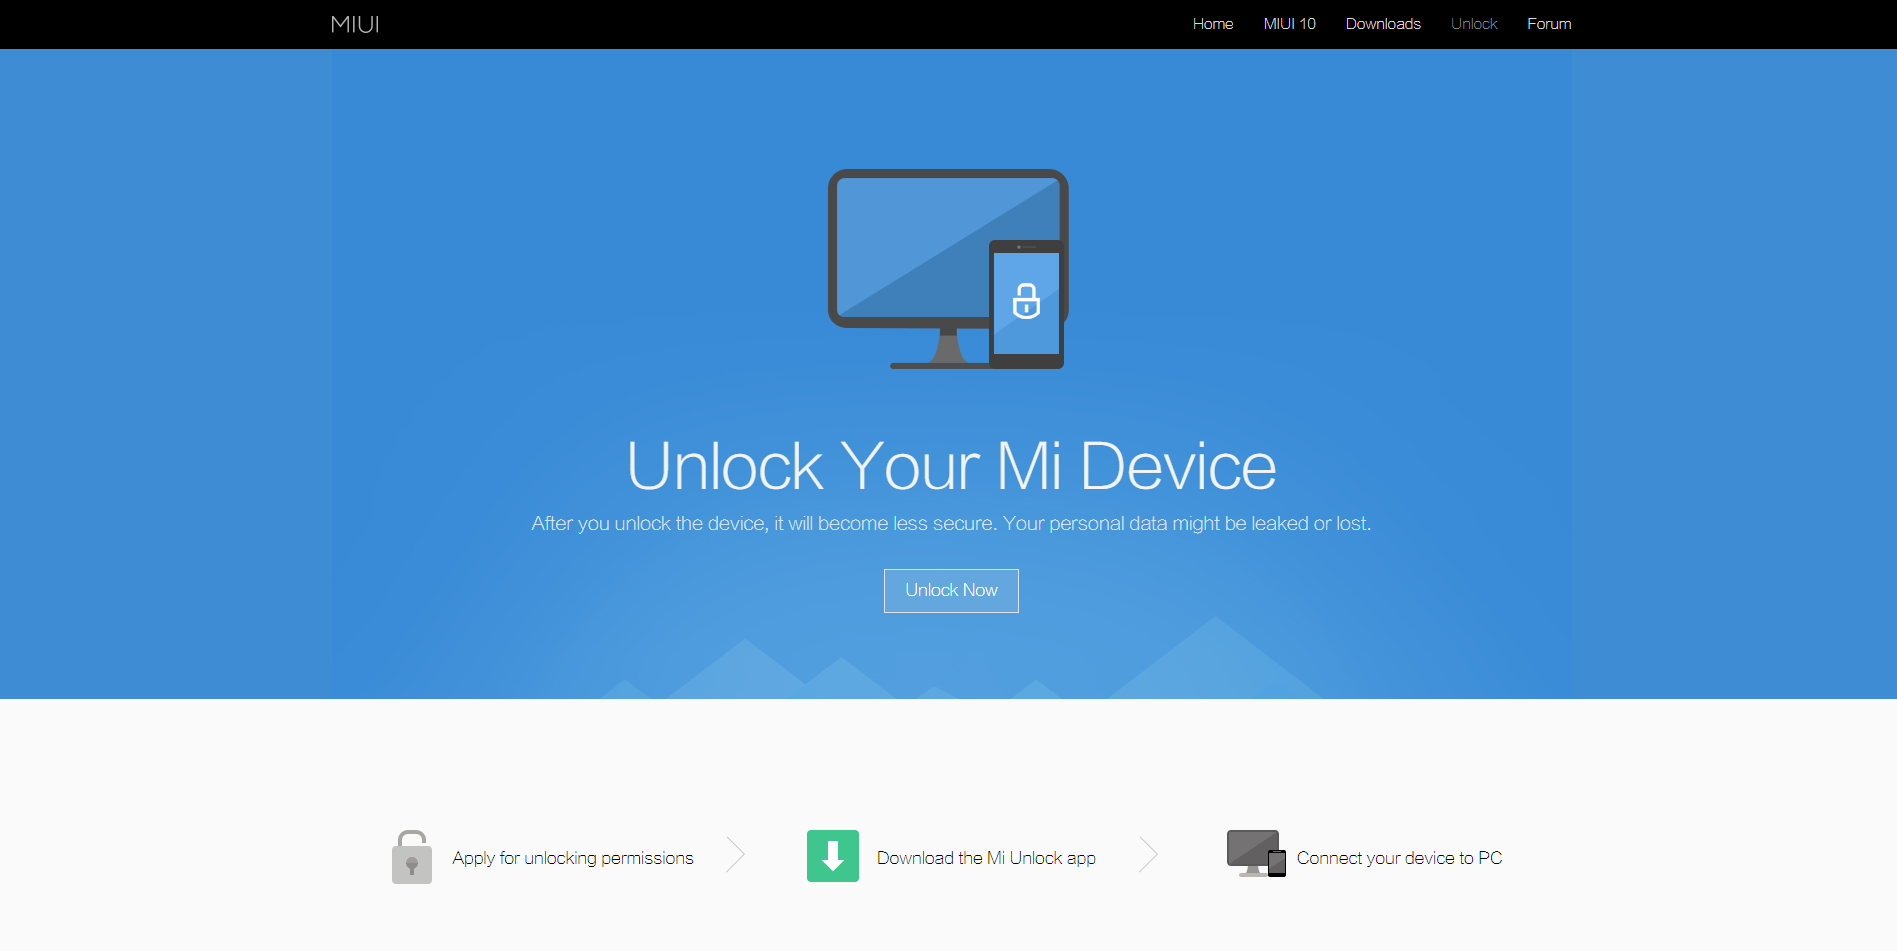 MIUI
Home
MIUI 10
Downloads
Unlock
Forum
Unlock Your Mi Device
After you unlock the device, it will become less secure. Your personal data might be leaked or lost.
Unlock Now
Apply for unlocking permissions
Download the Mi Unlock app
Connect your device to PC